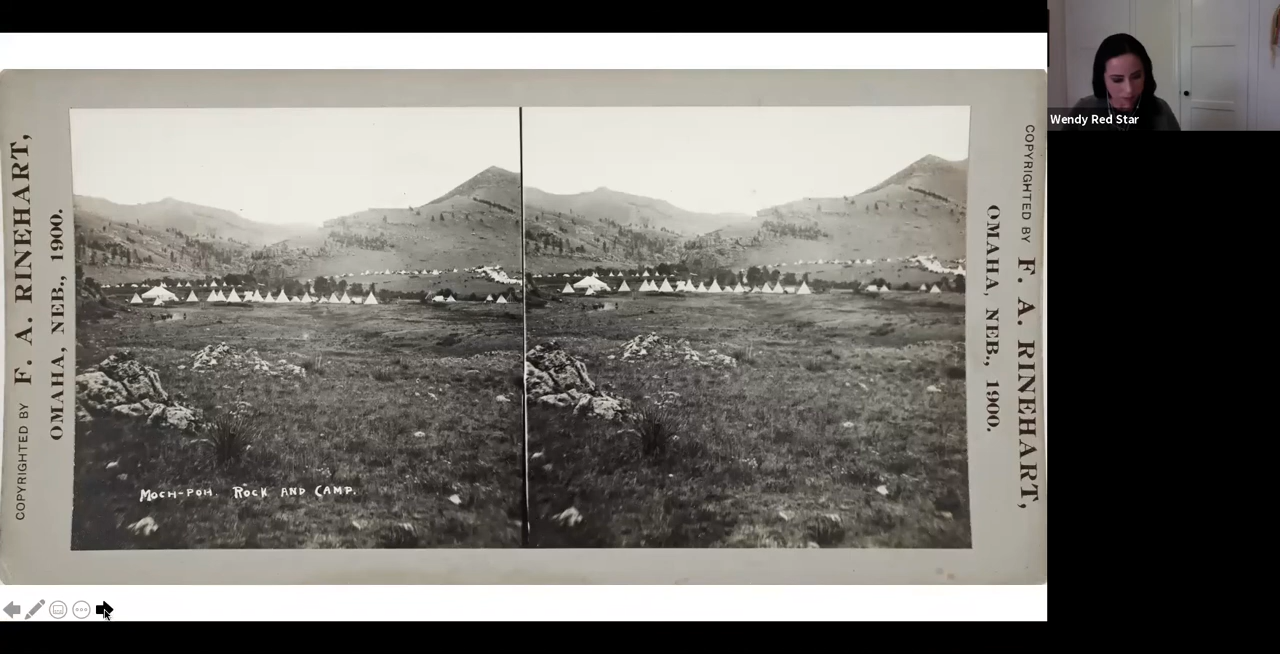 COPYRIGHTED BY F. A. RINEHART,
OMAHA, NEB., 1900.
MOCH-POH. ROCK AND CAMP.
COPYRIGHTED BY F. A. RINEHART,
OMAHA, NEB., 1900.
Wendy Red Star